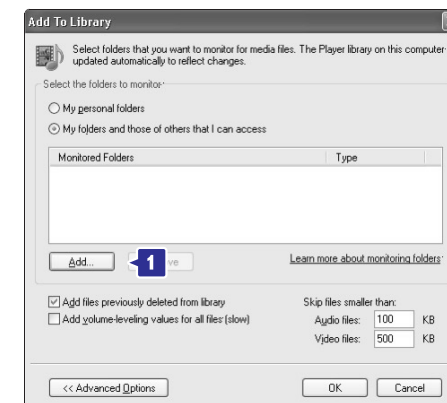 Add To Library
Select folders that you want to monitor for media files. The Player library on this computer
updated automatically to reflect changes.
Select the folders to monitor
My personal folders
My folders and those of others that I can access
Monitored Folders Type
Add... 1 ve Learn more about monitoring folders
Add files previously deleted from library Skip files smaller than:
Add volume-leveling values for all files (slow) Audio files: 100 KB
Video files: 500 KB
<< Advanced Options OK Cancel